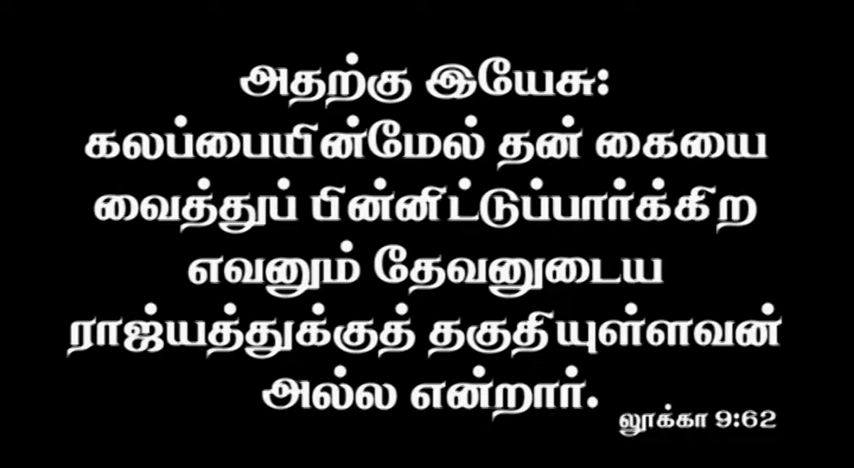 அதற்கு இயேசு:
கலப்பையின்மேல் தன் கையை
வைத்துப் பின்னிட்டுப்பார்க்கிற
எவனும் தேவனுடைய
ராஜ்யத்துக்குத் தகுதியுள்ளவன்
அல்ல என்றார்.
லூக்கா 9:62